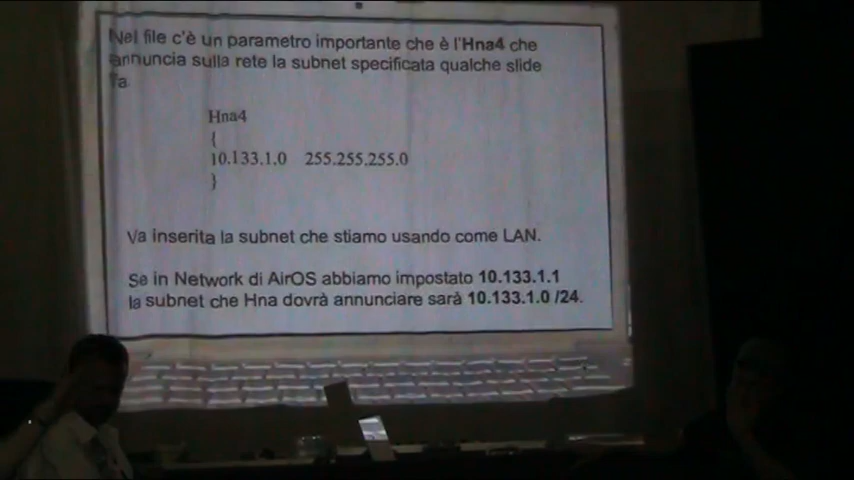 Nel file c'è un parametro importante che è l'Hna4 che
annuncia sulla rete la subnet specificata qualche slide
fa.
Hna4
{
10.133.1.0 255.255.255.0
}
Va inserita la subnet che stiamo usando come LAN.
Se in Network di AirOS abbiamo impostato 10.133.1.1
la subnet che Hna dovrà annunciare sarà 10.133.1.0 /24.